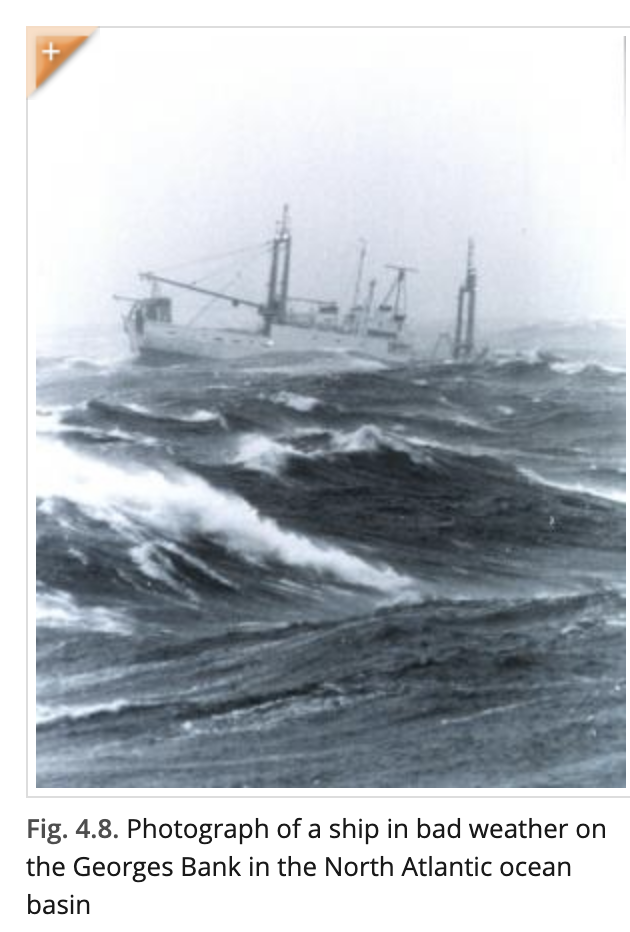 Fig. 4.8. Photograph of a ship in bad weather on
the Georges Bank in the North Atlantic ocean
basin